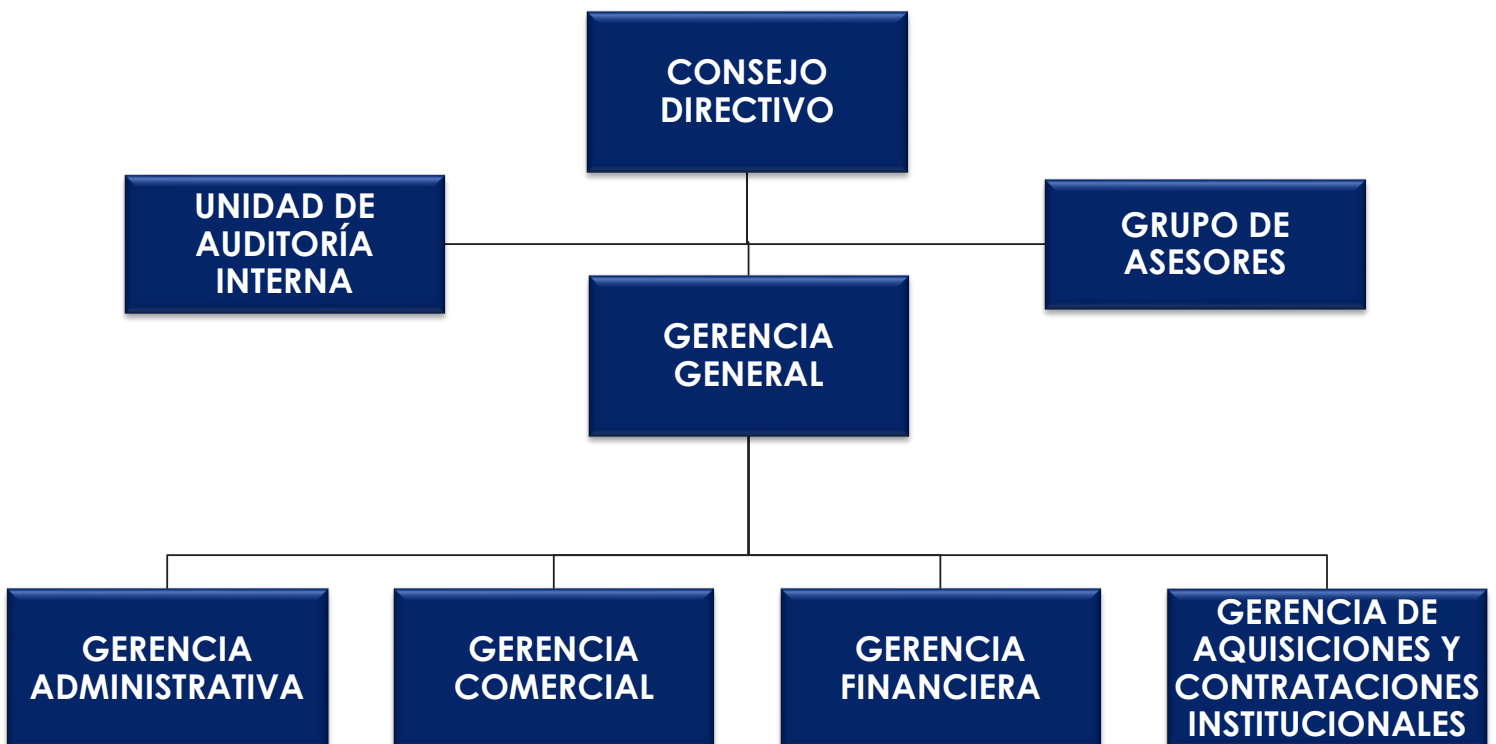 CONSEJO
DIRECTIVO
UNIDAD DE
AUDITORÍA
INTERNA
GRUPO DE
ASESORES
GERENCIA
GENERAL
GERENCIA
ADMINISTRATIVA
GERENCIA
COMERCIAL
GERENCIA
FINANCIERA
GERENCIA DE
AQUISICIONES Y
CONTRATACIONES
INSTITUCIONALES